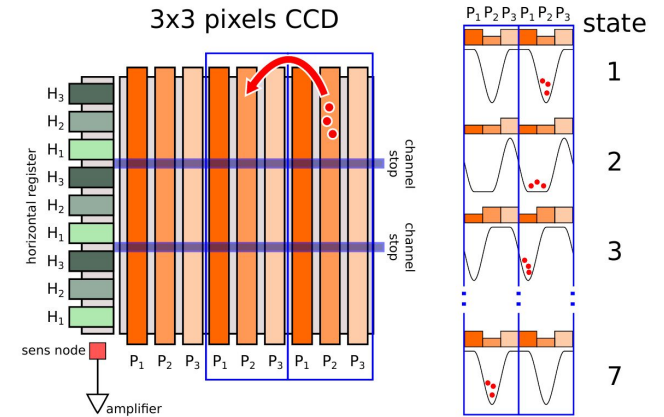 3x3 pixels CCD
P₁ P₂ P₃ P₁ P₂ P₃
state
1
2
3
7
horizontal register
H₃
H₂
H₁
H₃
H₂
H₁
H₃
H₂
H₁
channel
stop
channel
stop
sens node
amplifier
P₁ P₂ P₃ P₁ P₂ P₃ P₁ P₂ P₃